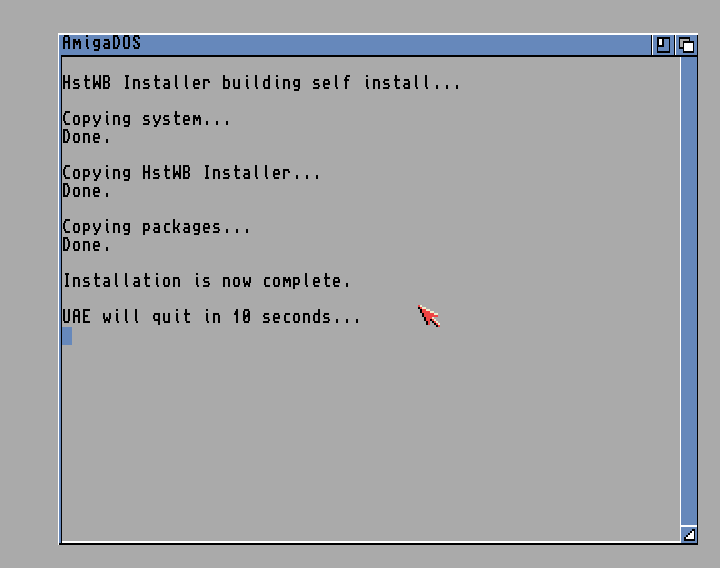 AmigaDOS
HstWB Installer building self install...
Copying system...
Done.
Copying HstWB Installer...
Done.
Copying packages...
Done.
Installation is now complete.
UAE will quit in 10 seconds...